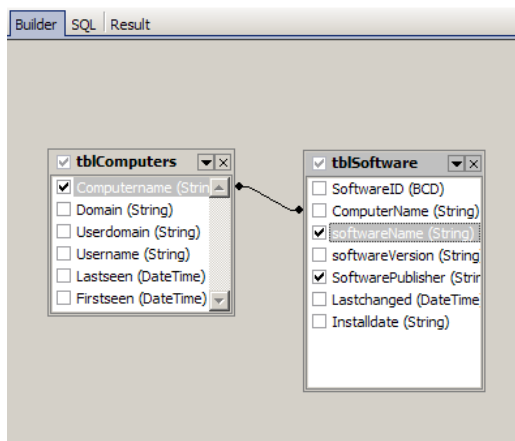 Builder SQL Result
tblComputers
Computername (Strin
Domain (String)
Userdomain (String)
Username (String)
Lastseen (DateTime)
Firstseen (DateTime)
tblSoftware
SoftwareID (BCD)
ComputerName (String)
softwareName (String)
softwareVersion (String
SoftwarePublisher (Strin
Lastchanged (DateTime
Installdate (String)